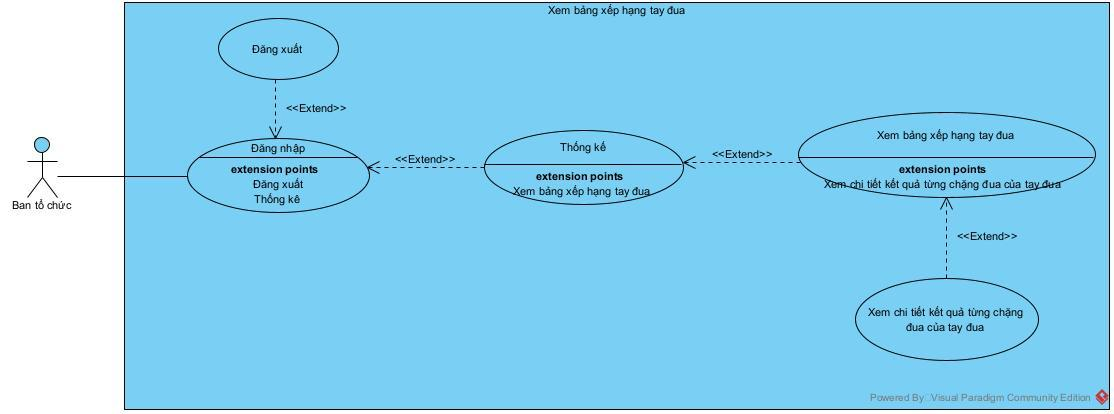 Xem bảng xếp hạng tay đua
Đăng xuất
<<Extend>>
Đăng nhập
extension points
Đăng xuất
Thống kê
<<Extend>>
Thống kê
extension points
Xem bảng xếp hạng tay đua
<<Extend>>
Xem bảng xếp hạng tay đua
extension points
Xem chi tiết kết quả từng chặng đua của tay đua
Ban tổ chức
<<Extend>>
Xem chi tiết kết quả từng chặng
đua của tay đua
Powered By Visual Paradigm Community Edition